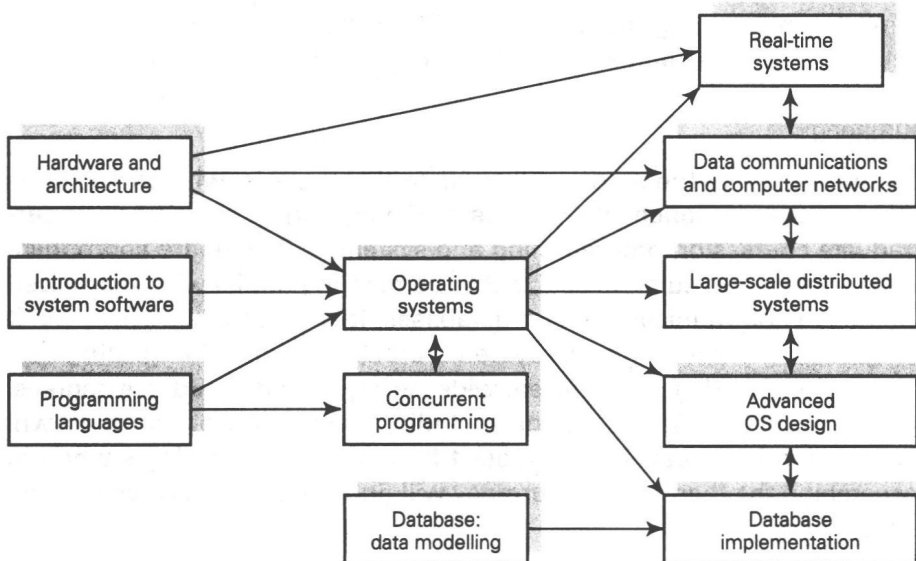 Real-time
systems
Hardware and
architecture
Data communications
and computer networks
Introduction to
system software
Operating
systems
Large-scale distributed
systems
Programming
languages
Concurrent
programming
Advanced
OS design
Database:
data modelling
Database
implementation